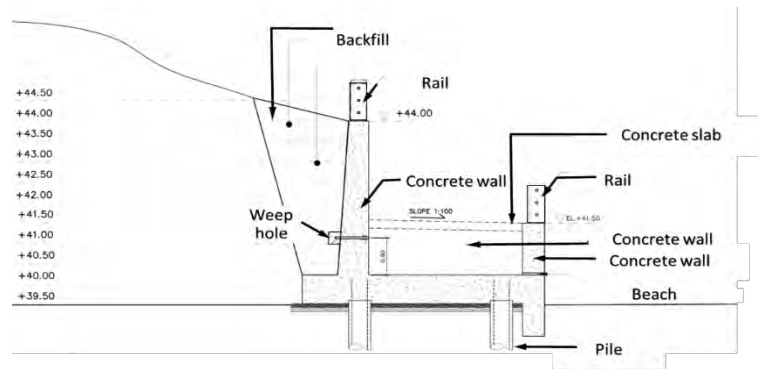 Backfill
Rail
+44.50
+44.00
+43.50
+43.00
+42.50
+42.00
+41.50
+41.00
+40.50
+40.00
+39.50
+44.00
Concrete slab
Concrete wall
Rail
SLOPE 1:100
EL.+41.50
Weep
hole
Concrete wall
Concrete wall
0.90
Beach
Pile